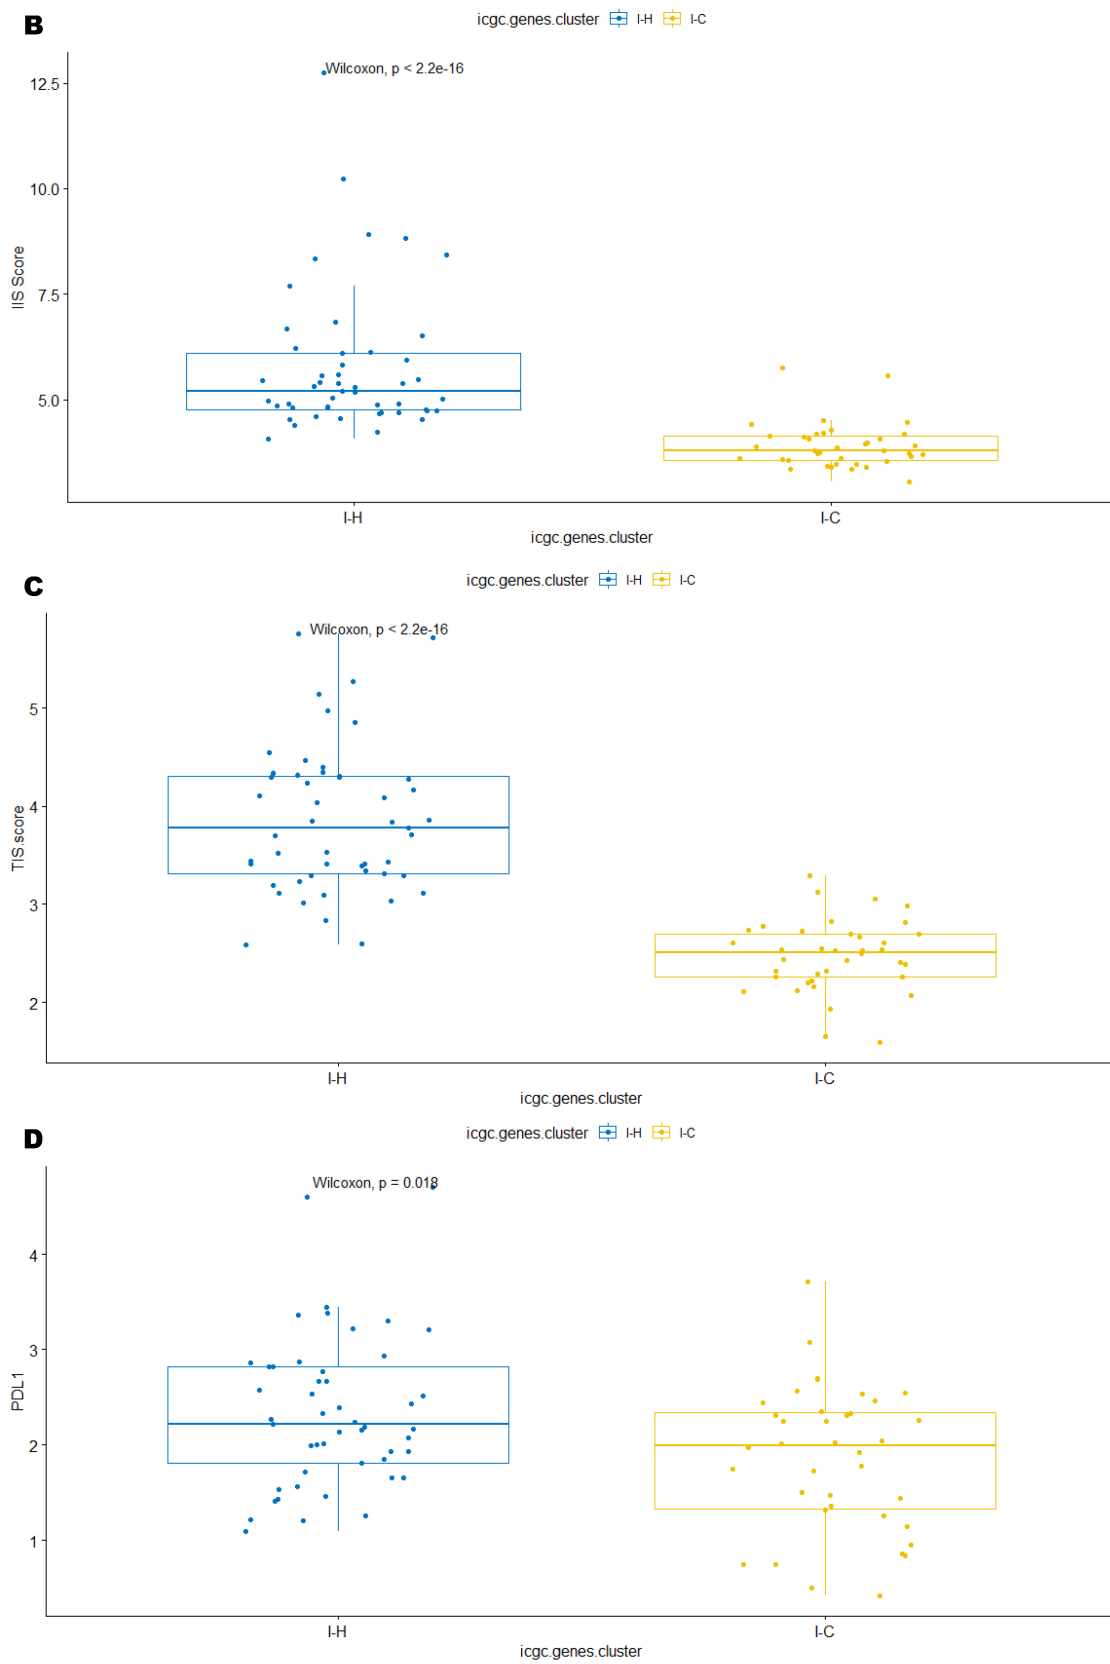 B
icgc.genes.cluster I-H I-C
Wilcoxon, p < 2.2e-16
12.5
10.0
7.5
5.0
IIS Score
I-H I-C
icgc.genes.cluster
C
icgc.genes.cluster I-H I-C
Wilcoxon, p < 2.2e-16
5
4
3
2
TIS.score
I-H I-C
icgc.genes.cluster
D
icgc.genes.cluster I-H I-C
Wilcoxon, p = 0.018
4
3
2
1
PDL1
I-H I-C
icgc.genes.cluster